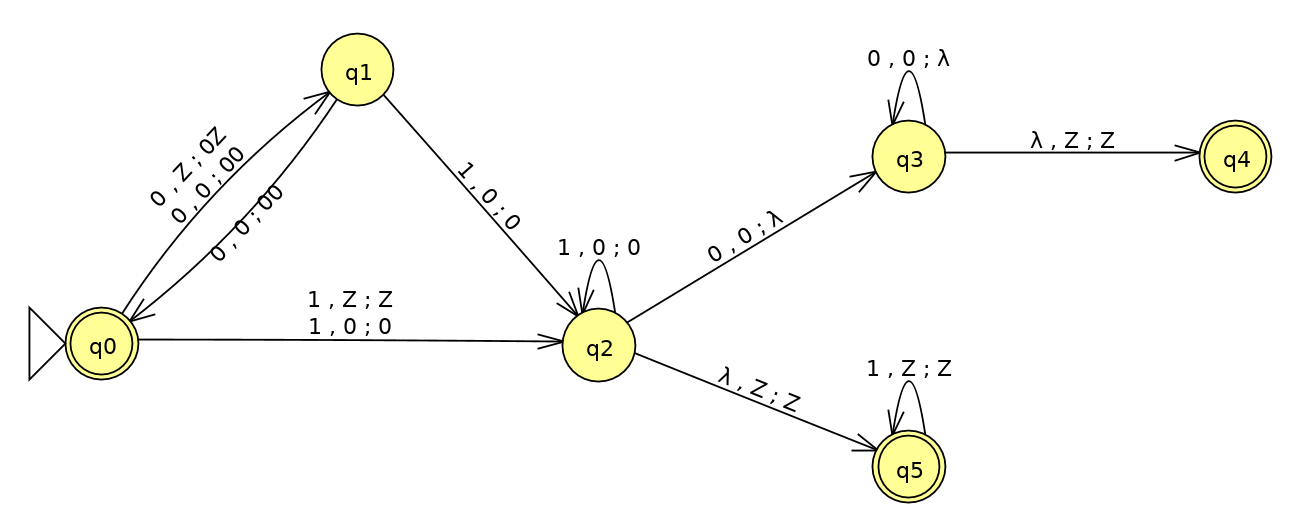 0 , 0 ; λ
q1
0 , Z ; 0Z
0 , 0 ; 00
0 , 0 ; 00
1 , 0 ; 0
λ , Z ; Z
q3
q4
1 , 0 ; 0
0 , 0 ; λ
1 , Z ; Z
1 , 0 ; 0
q0
q2
λ , Z ; Z
1 , Z ; Z
q5